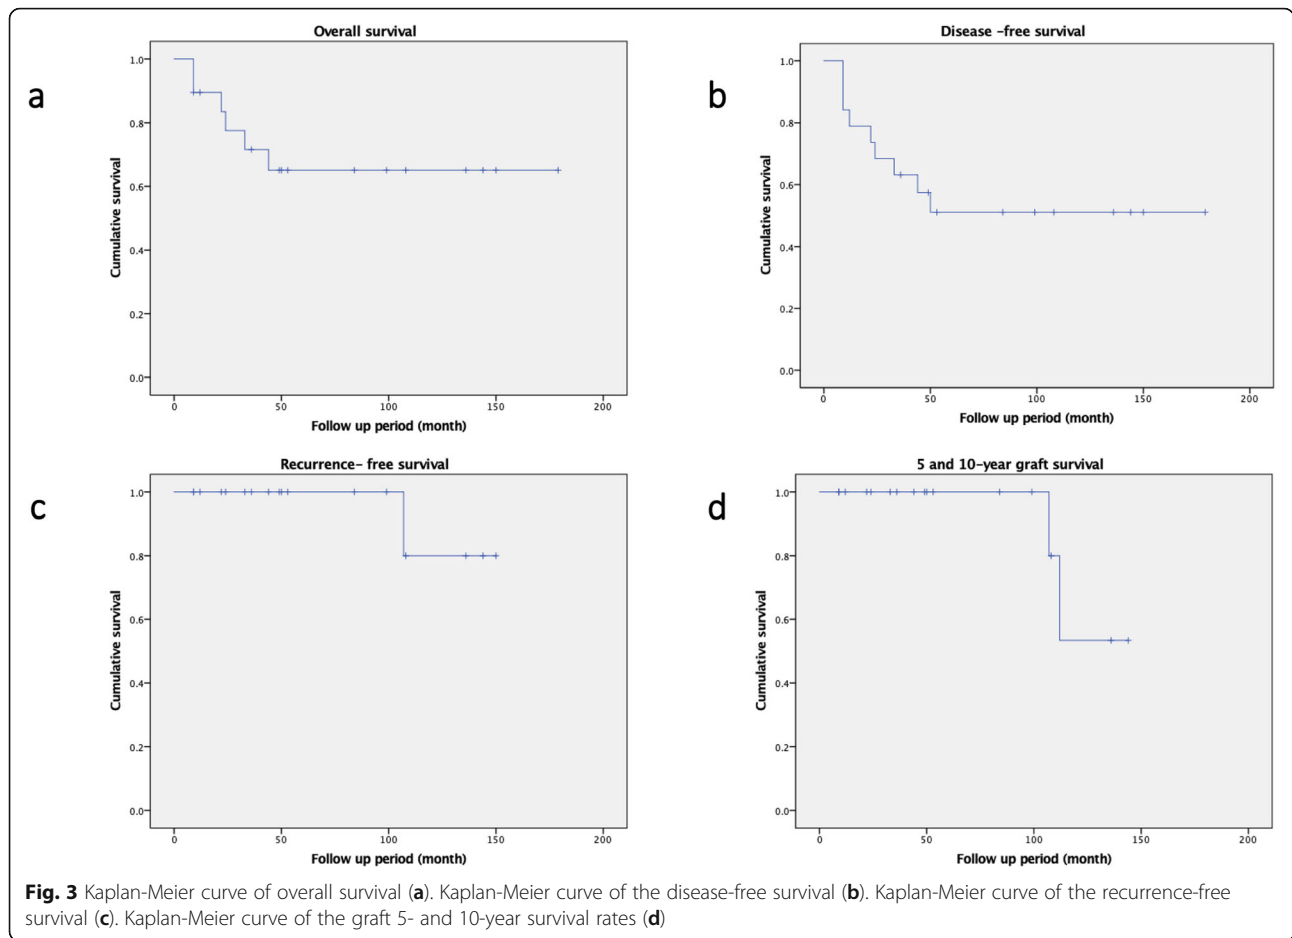 Overall survival
a
1.0
0.8
0.6
0.4
0.2
0.0
Cumulative survival
0 50 100 150 200
Follow up period (month)
Disease –free survival
b
1.0
0.8
0.6
0.4
0.2
0.0
Cumulative survival
0 50 100 150 200
Follow up period (month)
Recurrence– free survival
c
1.0
0.8
0.6
0.4
0.2
0.0
Cumulative survival
0 50 100 150 200
Follow up period (month)
5 and 10-year graft survival
d
1.0
0.8
0.6
0.4
0.2
0.0
Cumulative survival
0 50 100 150 200
Follow up period (month)
Fig. 3 Kaplan-Meier curve of overall survival (a). Kaplan-Meier curve of the disease-free survival (b). Kaplan-Meier curve of the recurrence-free
survival (c). Kaplan-Meier curve of the graft 5- and 10-year survival rates (d)